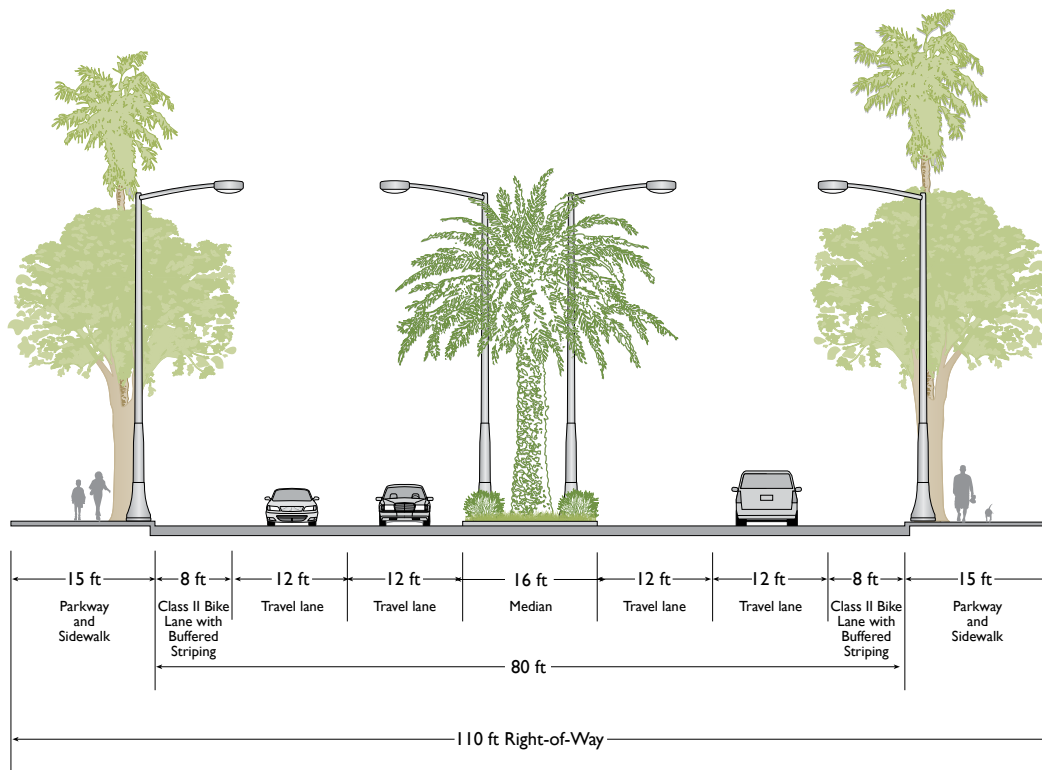 15 ft
8 ft
12 ft
12 ft
16 ft
12 ft
12 ft
8 ft
15 ft
Parkway
and
Sidewalk
Class II Bike
Lane with
Buffered
Striping
Travel lane
Travel lane
Median
Travel lane
Travel lane
Class II Bike
Lane with
Buffered
Striping
Parkway
and
Sidewalk
80 ft
110 ft Right-of-Way